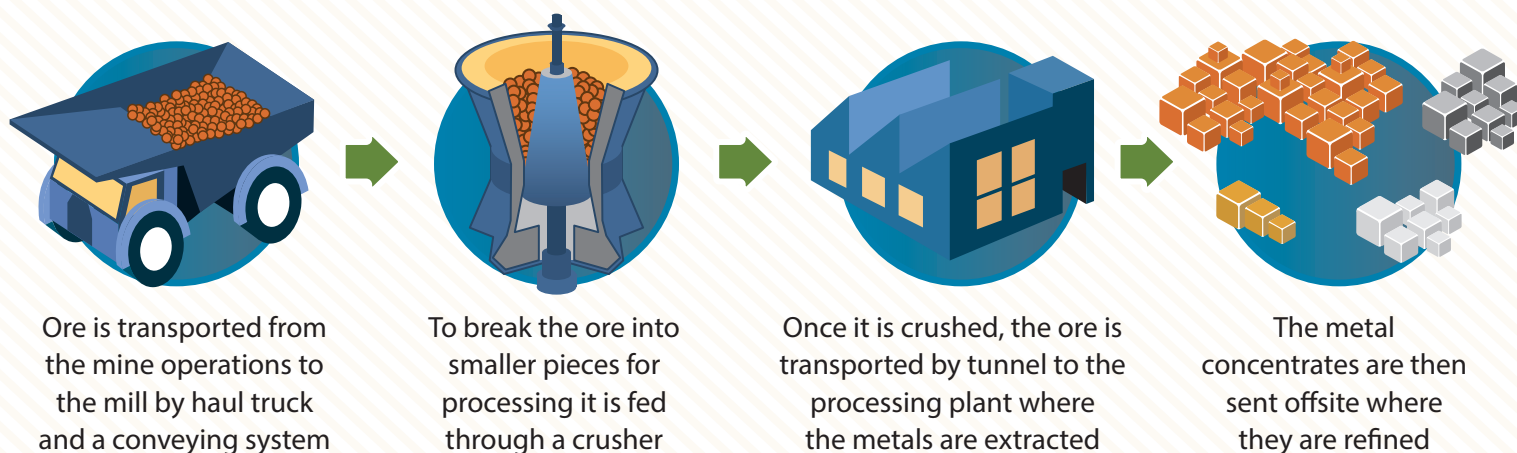 Ore is transported from
the mine operations to
the mill by haul truck
and a conveying system
To break the ore into
smaller pieces for
processing it is fed
through a crusher
Once it is crushed, the ore is
transported by tunnel to the
processing plant where
the metals are extracted
The metal
concentrates are then
sent offsite where
they are refined